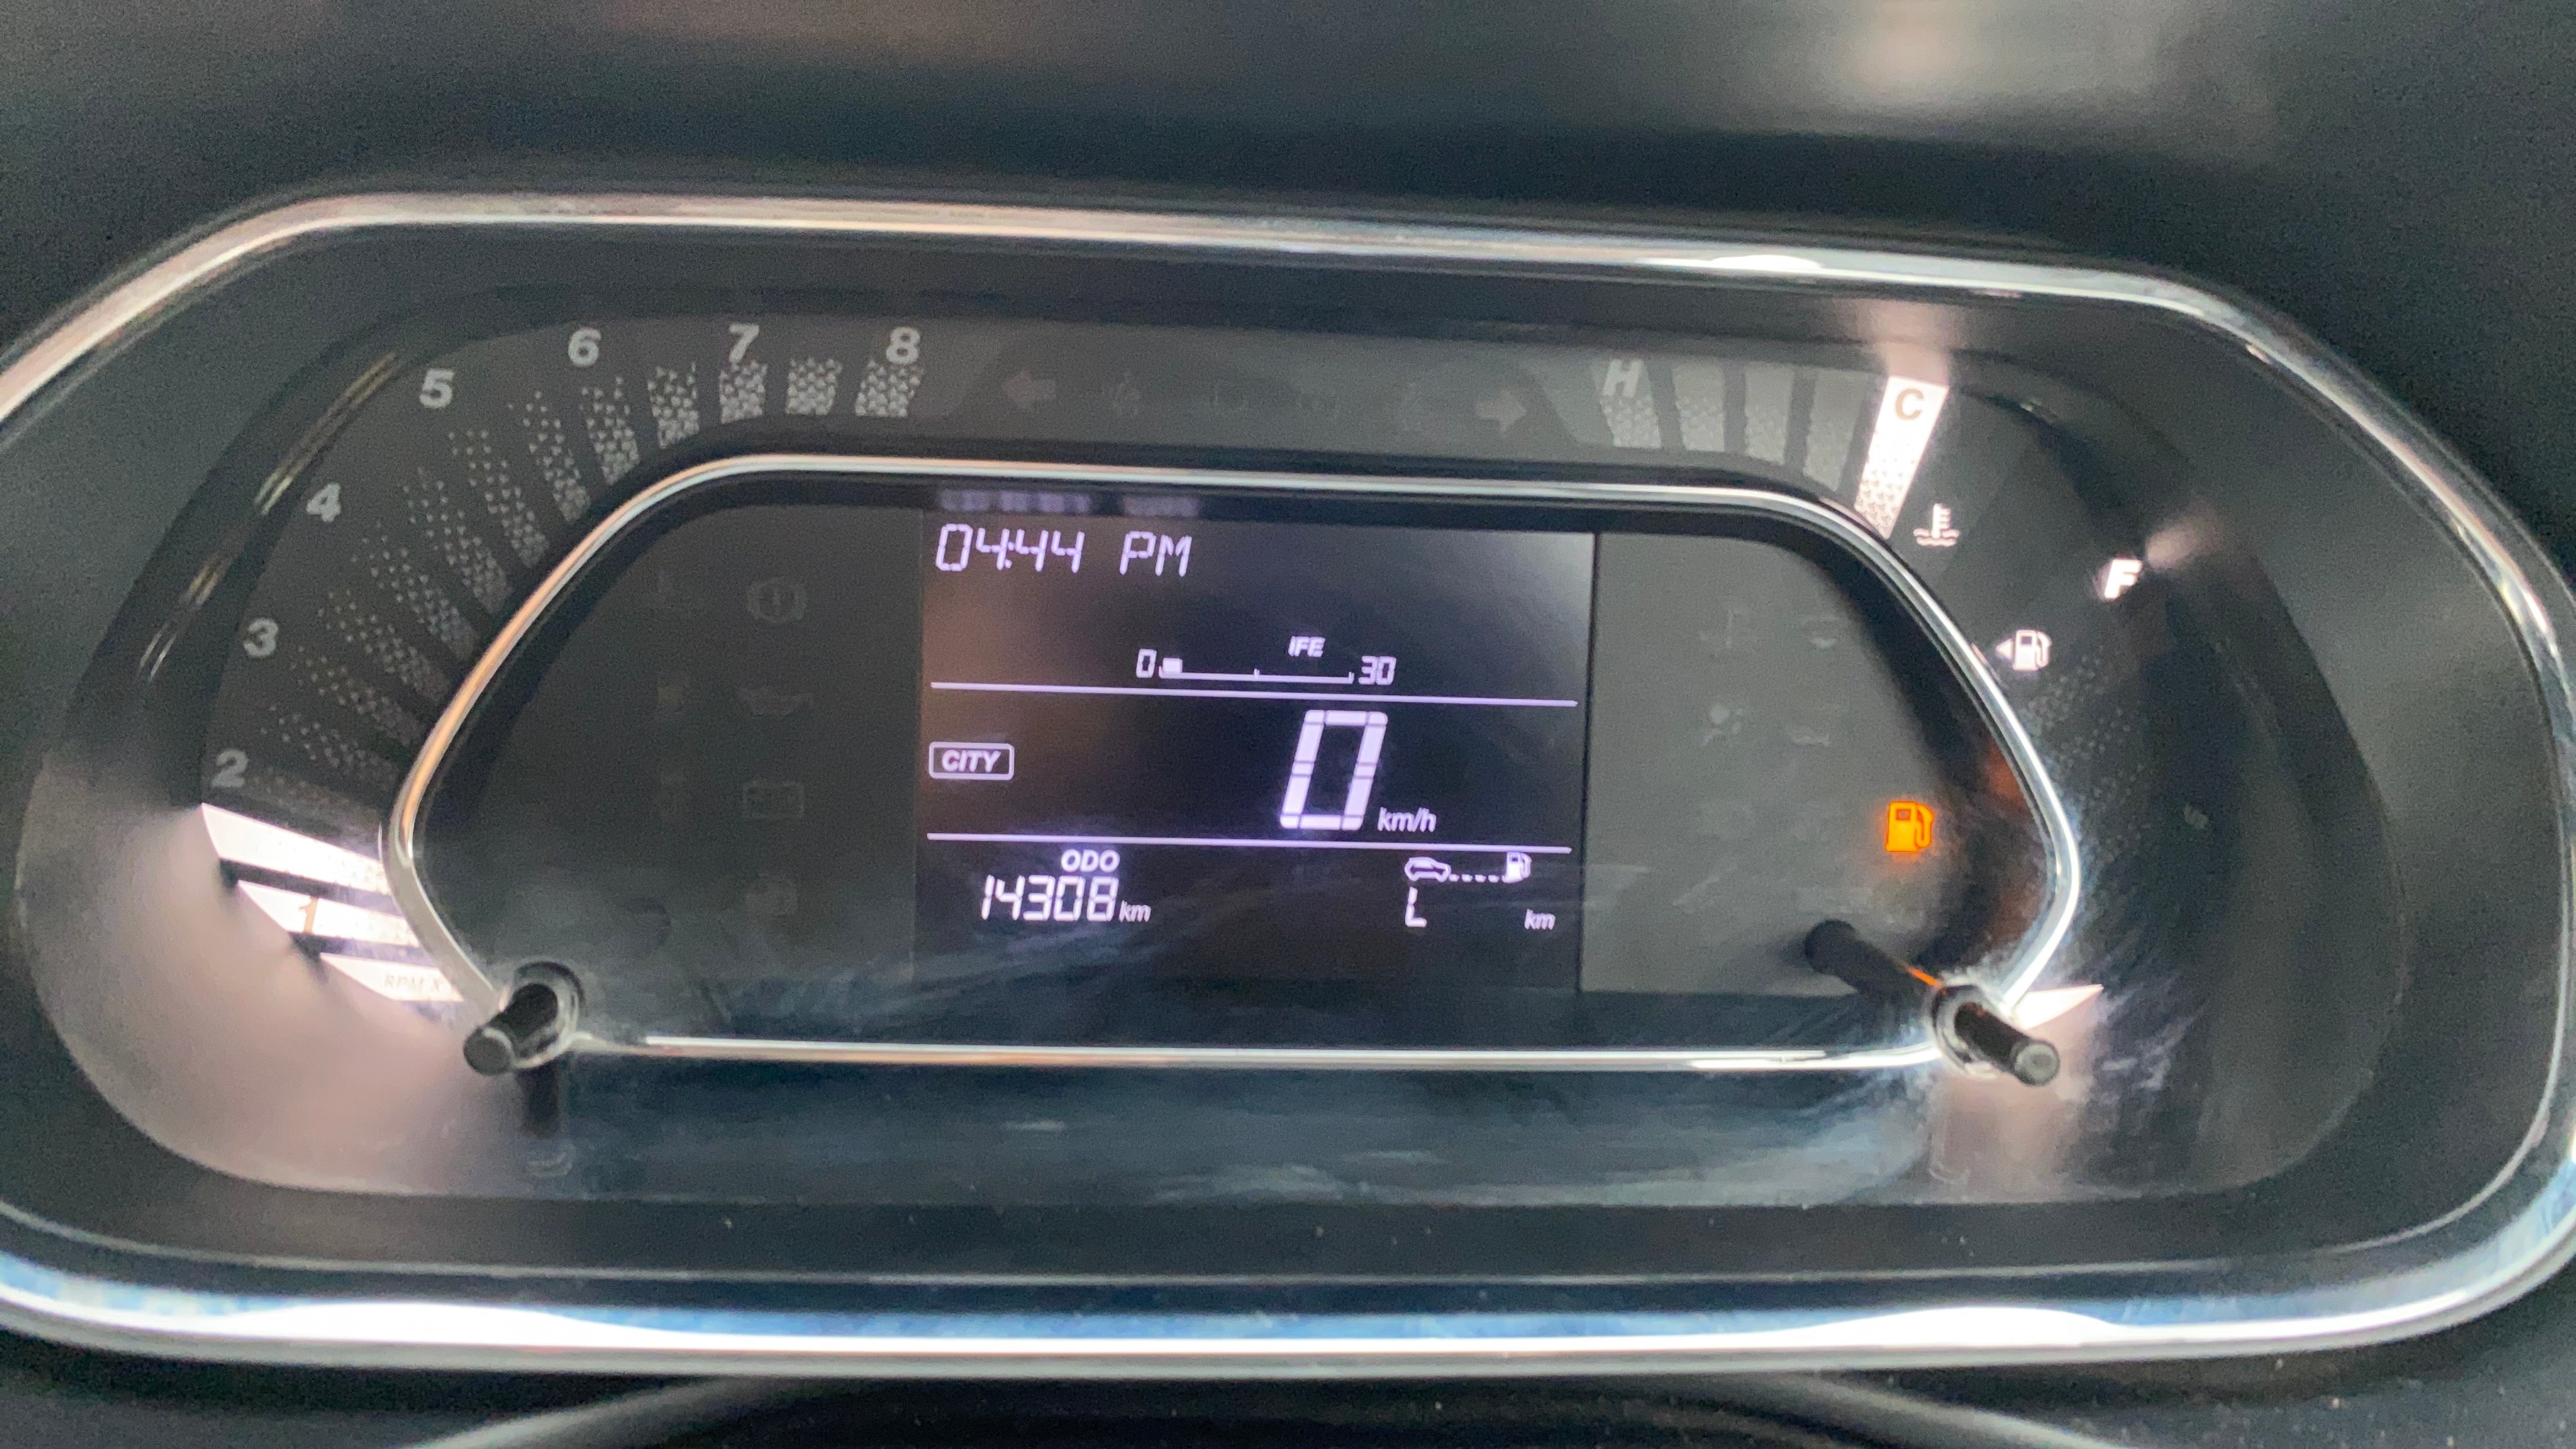 6 7 8
5
4
3
2
1
RPM X
H
C
F
04:44 PM
IFE
0 30
CITY
0 km/h
ODO
14308 km
L km